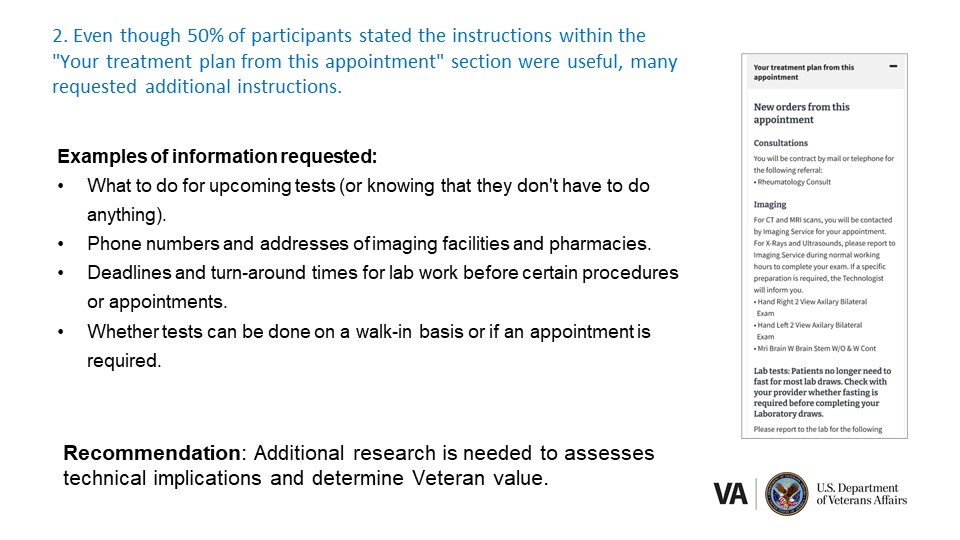 2. Even though 50% of participants stated the instructions within the
"Your treatment plan from this appointment" section were useful, many
requested additional instructions.
Examples of information requested:
• What to do for upcoming tests (or knowing that they don't have to do
anything).
• Phone numbers and addresses of imaging facilities and pharmacies.
• Deadlines and turn-around times for lab work before certain procedures
or appointments.
• Whether tests can be done on a walk-in basis or if an appointment is
required.
Recommendation: Additional research is needed to assesses
technical implications and determine Veteran value.
Your treatment plan from this
appointment
New orders from this
appointment
Consultations
You will be contract by mail or telephone for
the following referral:
• Rheumatology Consult
Imaging
For CT and MRI scans, you will be contacted
by Imaging Service for your appointment.
For X-Rays and Ultrasounds, please report to
Imaging Service during normal working
hours to complete your exam. If a specific
preparation is required, the Technologist
will inform you.
• Hand Right 2 View Axilary Bilateral
Exam
• Hand Left 2 View Axilary Bilateral
Exam
• Mri Brain W Brain Stem W/O & W Cont
Lab tests: Patients no longer need to
fast for most lab draws. Check with
your provider whether fasting is
required before completing your
Laboratory draws.
Please report to the lab for the following
VA
U.S. Department
of Veterans Affairs